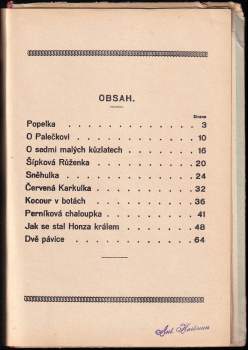 OBSAH.
Strana
Popelka . . . . . . . . . . 3
O Palečkovi . . . . . . . . . 10
O sedmi malých kůzlatech . . . . . 16
Šípková Růženka . . . . . . . . 20
Sněhulka . . . . . . . . . . 24
Červená Karkulka . . . . . . . 32
Kocour v botách . . . . . . . . 36
Perníková chaloupka . . . . . . . 41
Jak se stal Honza králem . . . . . . 48
Dvě pávice . . . . . . . . . 64